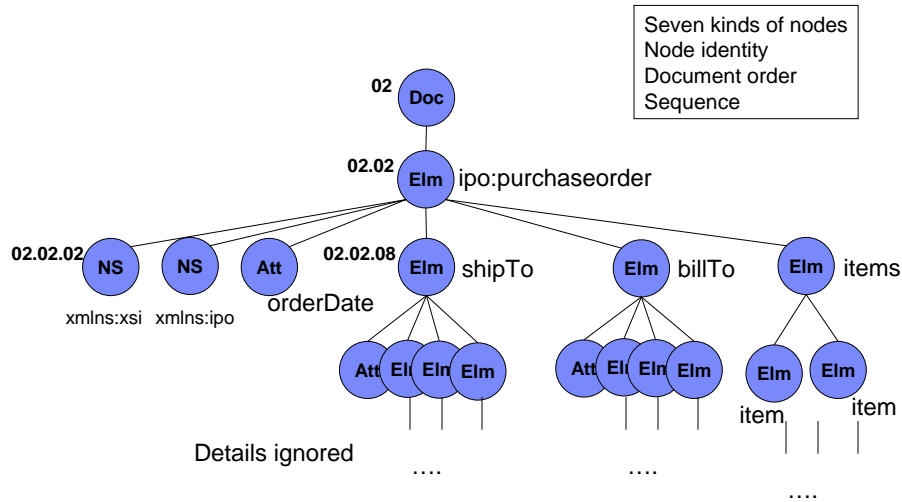 Seven kinds of nodes
Node identity
Document order
Sequence
02
Doc
02.02
Elm
ipo:purchaseorder
02.02.02
NS
NS
Att
02.02.08
Elm
shipTo
Elm
billTo
Elm
items
xmlns:xsi
xmlns:ipo
orderDate
Att
Elm
Elm
Elm
Att
Elm
Elm
Elm
Elm
Elm
item
item
Details ignored
....
....
....